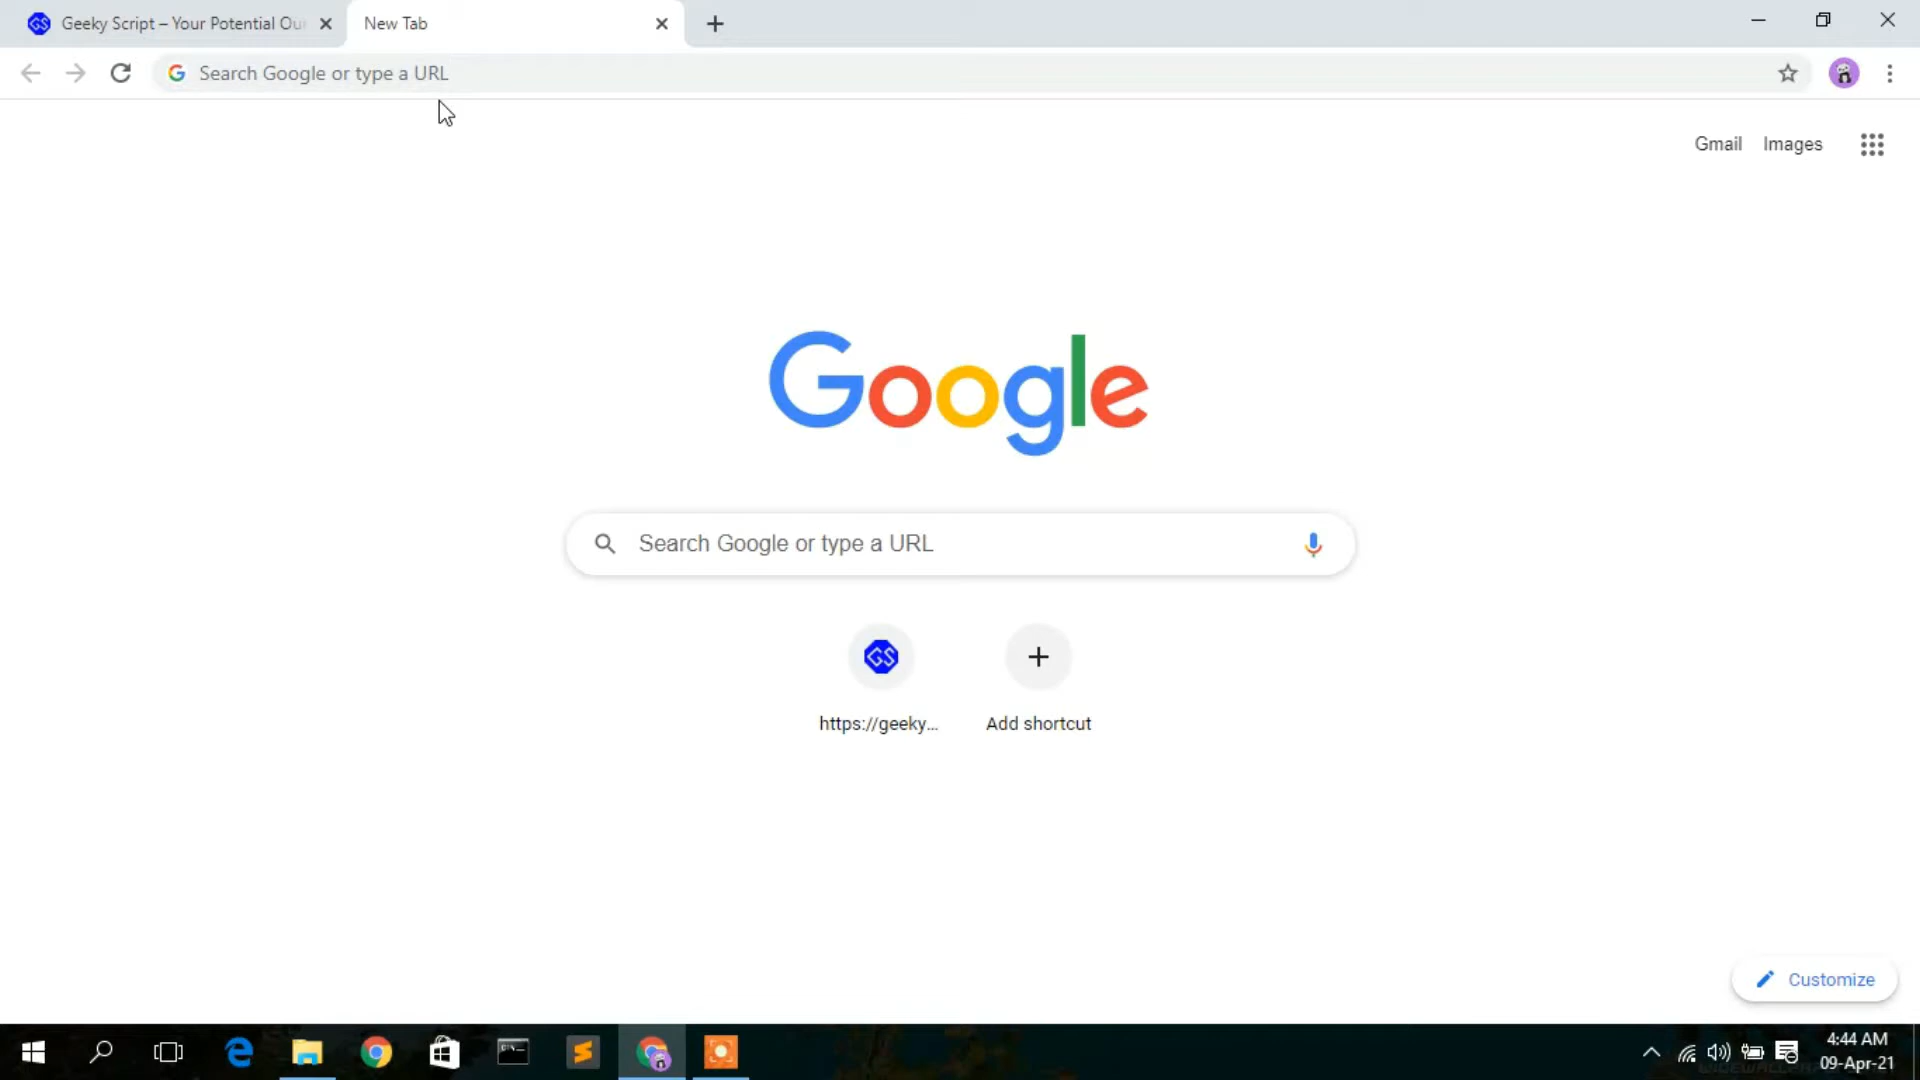 Geeky Script – Your Potential Ou
New Tab
Search Google or type a URL
Gmail
Images
Google
Search Google or type a URL
https://geeky...
Add shortcut
Customize
4:44 AM
09-Apr-21